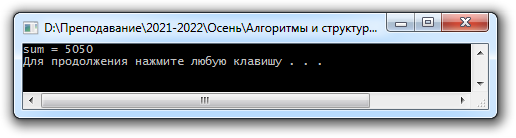 D:\Преподавание\2021-2022\Осень\Алгоритмы и структур...
sum = 5050
Для продолжения нажмите любую клавишу . . .